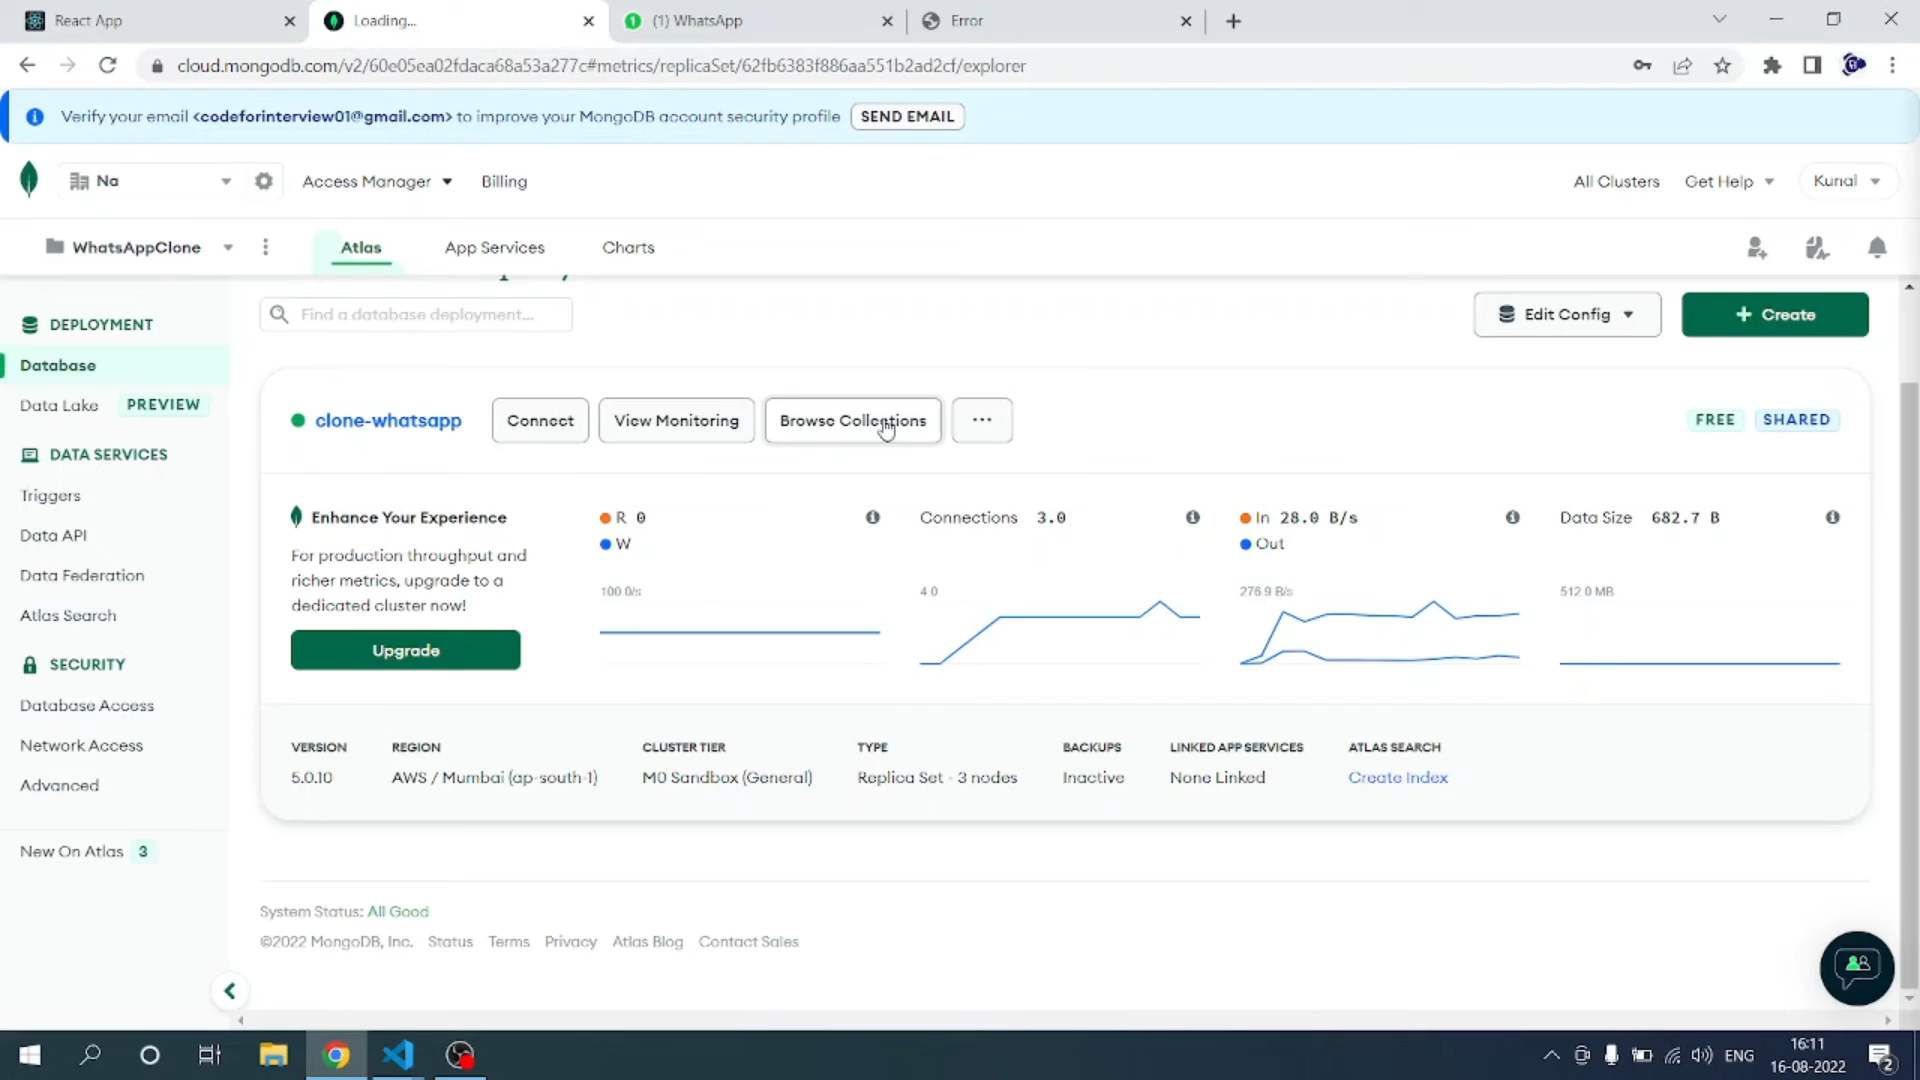 React App
Loading...
(1) WhatsApp
Error
cloud.mongodb.com/v2/60e05ea02fdaca68a53a277c#metrics/replicaSet/62fb6383f886aa551b2ad2cf/explorer
Verify your email <codeforinterview01@gmail.com> to improve your MongoDB account security profile SEND EMAIL
Na
Access Manager
Billing
All Clusters
Get Help
Kunal
WhatsAppClone
Atlas
App Services
Charts
DEPLOYMENT
Database
Data Lake PREVIEW
DATA SERVICES
Triggers
Data API
Data Federation
Atlas Search
SECURITY
Database Access
Network Access
Advanced
New On Atlas 3
Find a database deployment...
Edit Config
+ Create
clone-whatsapp
Connect
View Monitoring
Browse Collections
...
FREE
SHARED
Enhance Your Experience
For production throughput and
richer metrics, upgrade to a
dedicated cluster now!
Upgrade
R 0
W
100.0/s
Connections 3.0
4.0
In 28.0 B/s
Out
276.9 B/s
Data Size 682.7 B
512.0 MB
VERSION
5.0.10
REGION
AWS / Mumbai (ap-south-1)
CLUSTER TIER
M0 Sandbox (General)
TYPE
Replica Set - 3 nodes
BACKUPS
Inactive
LINKED APP SERVICES
None Linked
ATLAS SEARCH
Create Index
System Status: All Good
©2022 MongoDB, Inc. Status Terms Privacy Atlas Blog Contact Sales
ENG
16:11
16-08-2022
2